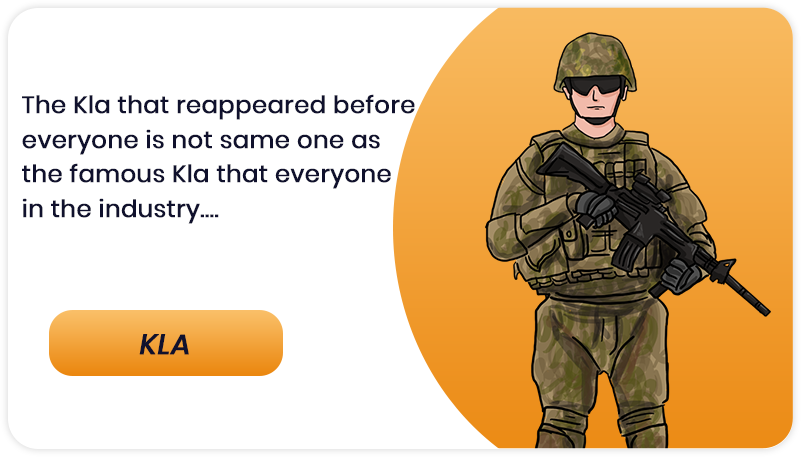 The Kla that reappeared before
everyone is not same one as
the famous Kla that everyone
in the industry....
KLA